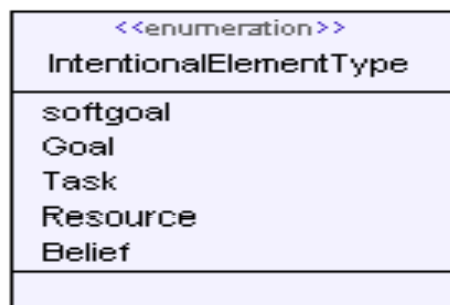 <<enumeration>>
IntentionalElementType
softgoal
Goal
Task
Resource
Belief